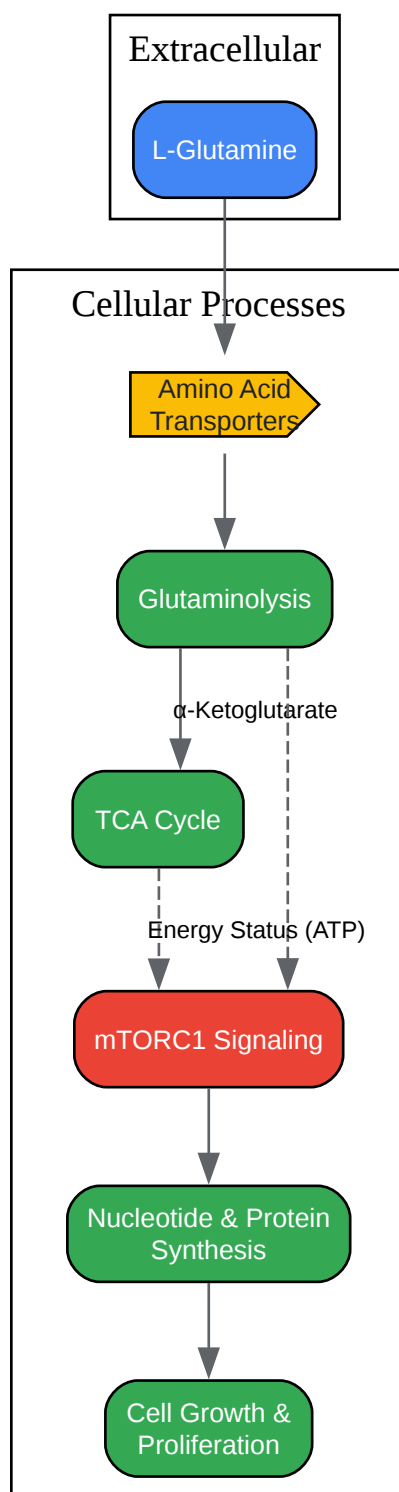 Extracellular
L-Glutamine
Cellular Processes
Amino Acid
Transporters
Glutaminolysis
α-Ketoglutarate
TCA Cycle
Energy Status (ATP)
mTORC1 Signaling
Nucleotide & Protein
Synthesis
Cell Growth &
Proliferation